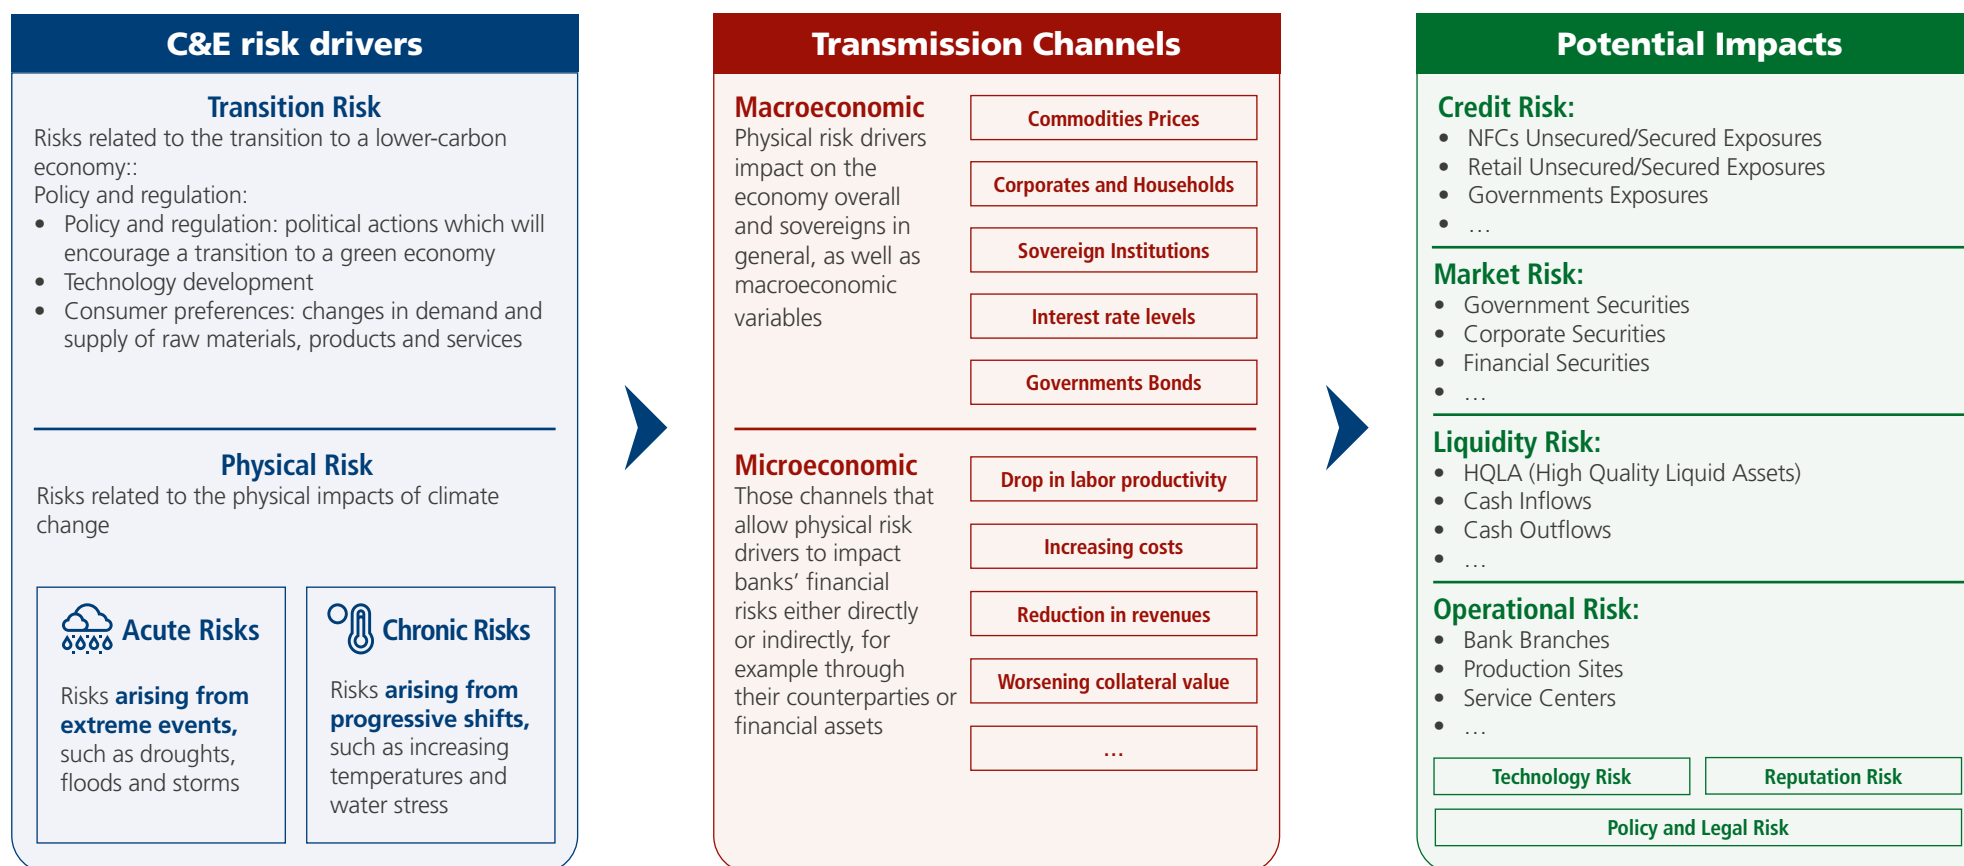 C&E risk drivers
Transition Risk
Risks related to the transition to a lower-carbon
economy::
Policy and regulation:
• Policy and regulation: political actions which will
encourage a transition to a green economy
• Technology development
• Consumer preferences: changes in demand and
supply of raw materials, products and services
Physical Risk
Risks related to the physical impacts of climate
change
Acute Risks
Risks arising from
extreme events,
such as droughts,
floods and storms
Chronic Risks
Risks arising from
progressive shifts,
such as increasing
temperatures and
water stress
Transmission Channels
Macroeconomic
Physical risk drivers
impact on the
economy overall
and sovereigns in
general, as well as
macroeconomic
variables
Commodities Prices
Corporates and Households
Sovereign Institutions
Interest rate levels
Governments Bonds
Microeconomic
Those channels that
allow physical risk
drivers to impact
banks’ financial
risks either directly
or indirectly, for
example through
their counterparties or
financial assets
Drop in labor productivity
Increasing costs
Reduction in revenues
Worsening collateral value
…
Potential Impacts
Credit Risk:
• NFCs Unsecured/Secured Exposures
• Retail Unsecured/Secured Exposures
• Governments Exposures
• …
Market Risk:
• Government Securities
• Corporate Securities
• Financial Securities
• …
Liquidity Risk:
• HQLA (High Quality Liquid Assets)
• Cash Inflows
• Cash Outflows
• …
Operational Risk:
• Bank Branches
• Production Sites
• Service Centers
• …
Technology Risk
Reputation Risk
Policy and Legal Risk